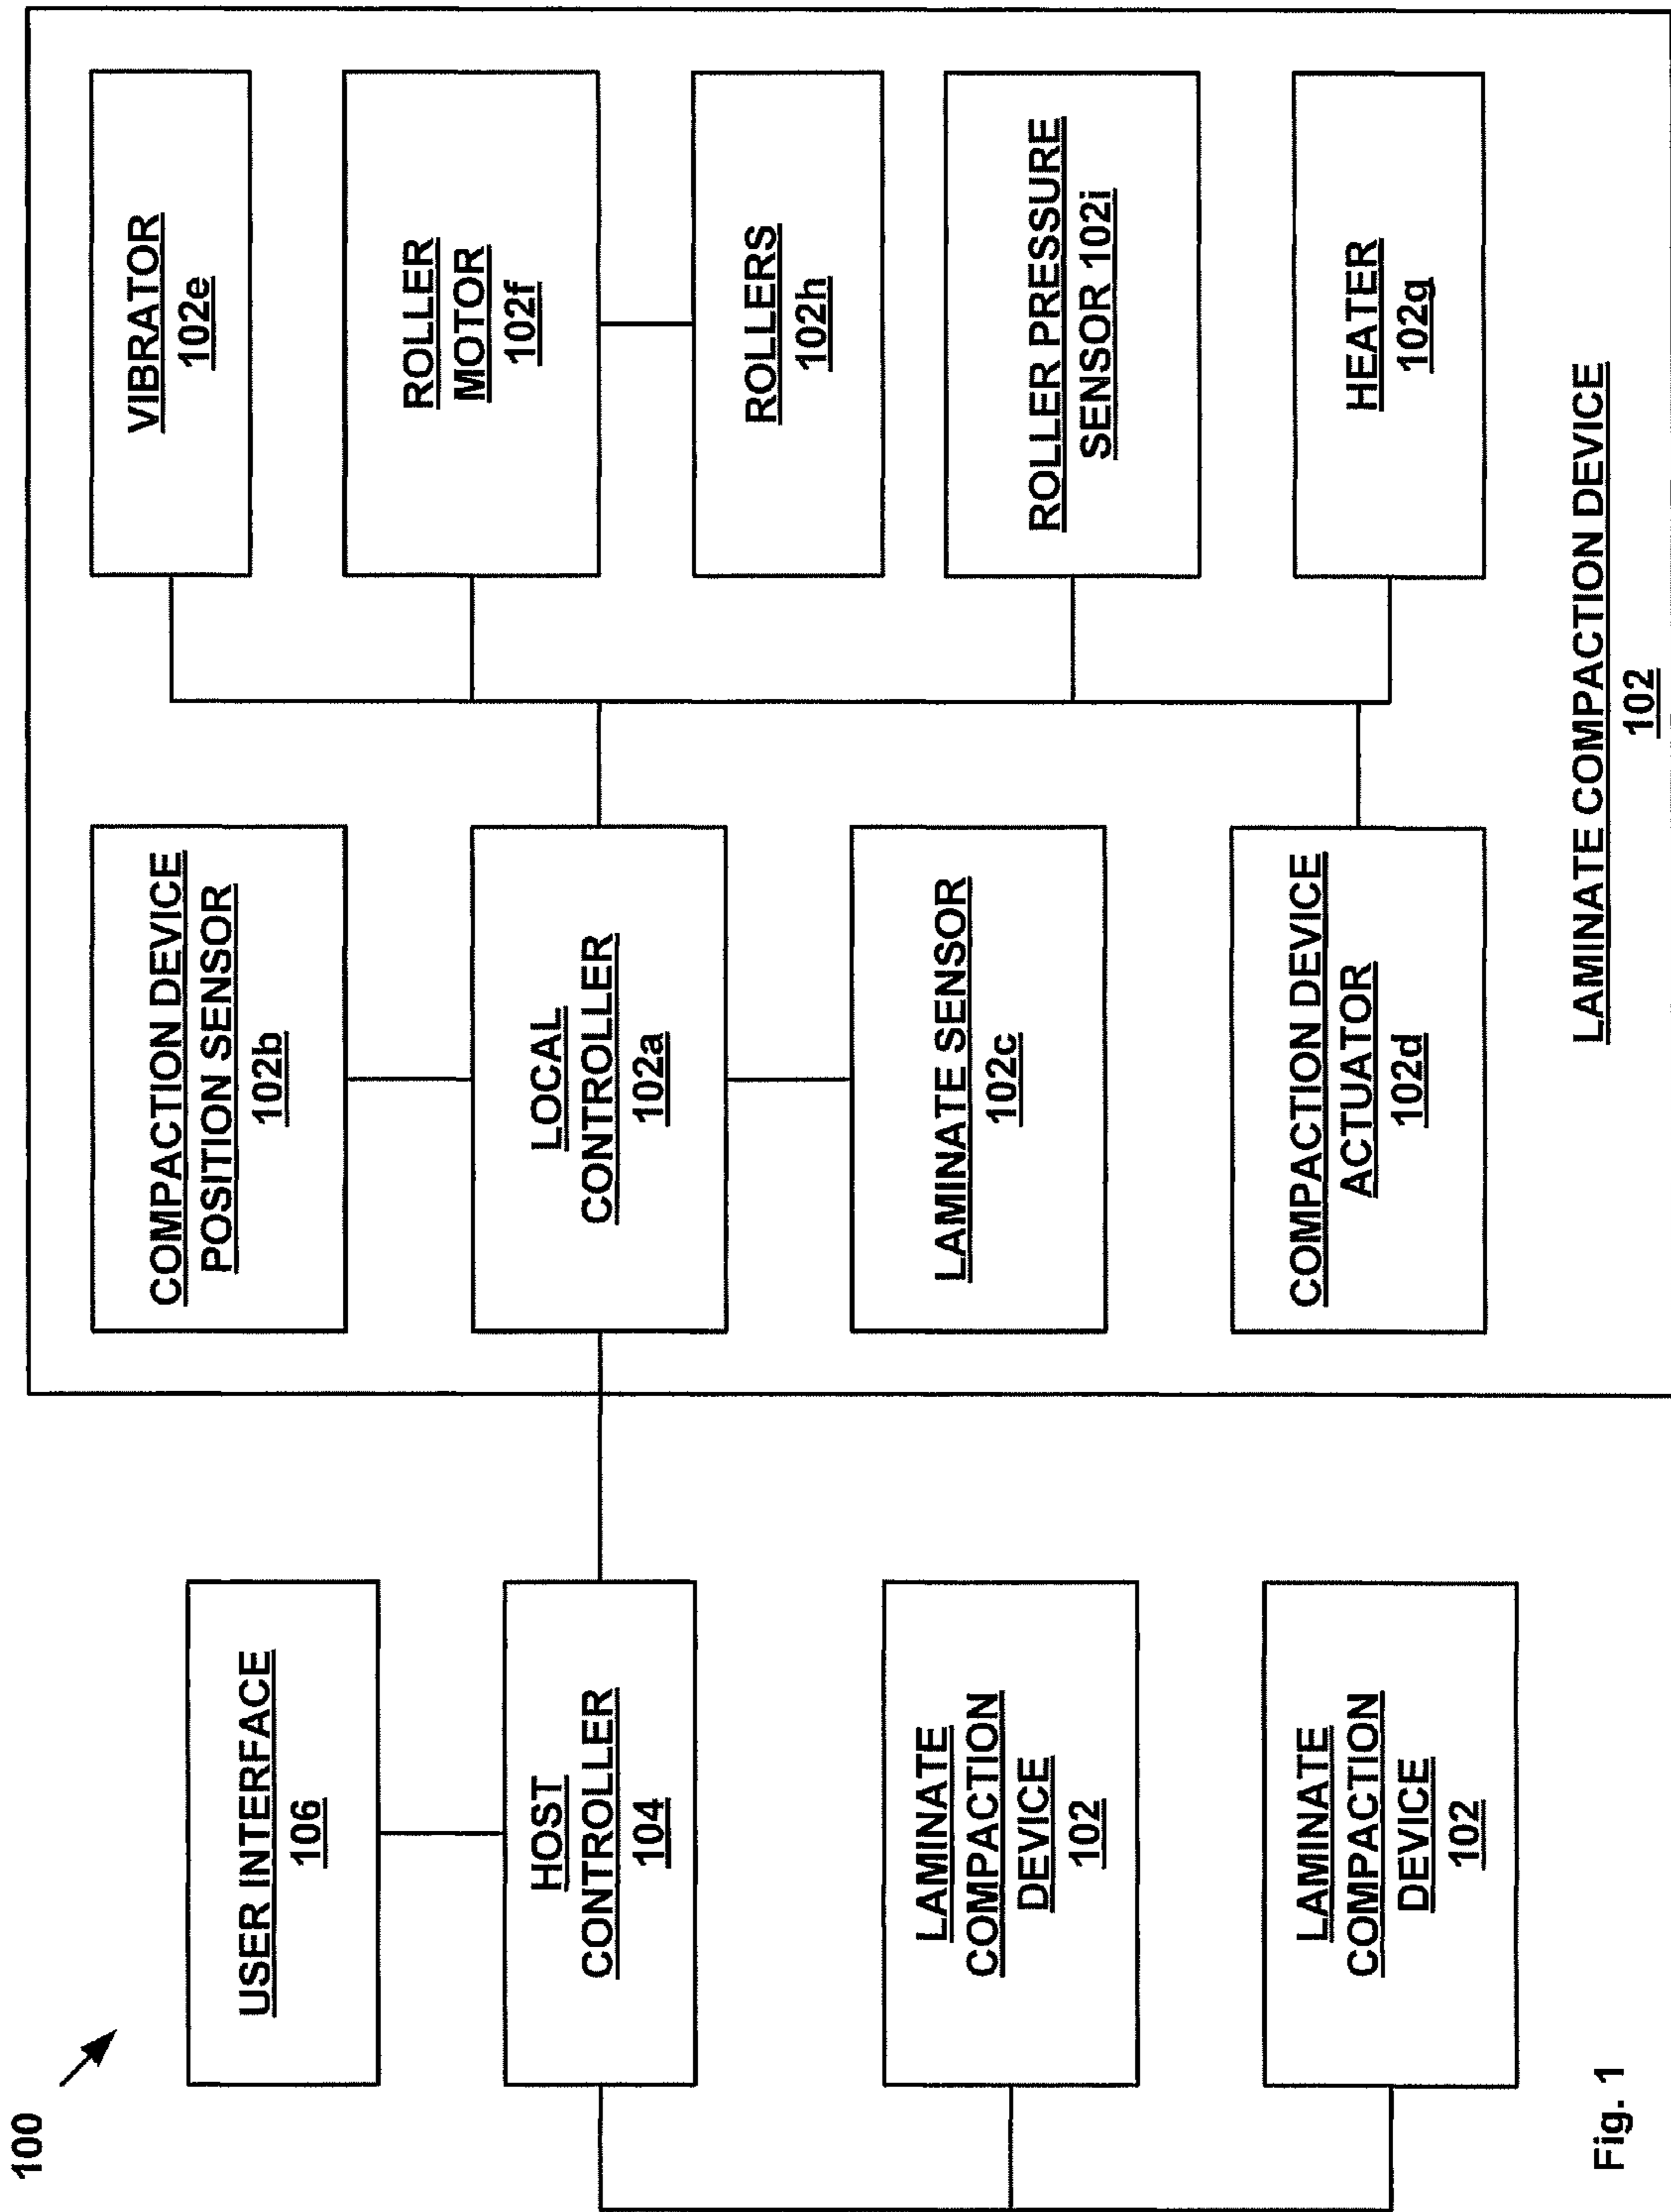 100
USER INTERFACE
106
HOST
CONTROLLER
104
LAMINATE
COMPACTION
DEVICE
102
LAMINATE
COMPACTION
DEVICE
102
COMPACTION DEVICE
POSITION SENSOR
102b
LOCAL
CONTROLLER
102a
LAMINATE SENSOR
102c
COMPACTION DEVICE
ACTUATOR
102d
VIBRATOR
102e
ROLLER
MOTOR
102f
ROLLERS
102h
ROLLER PRESSURE
SENSOR 102i
HEATER
102g
LAMINATE COMPACTION DEVICE
102
Fig. 1